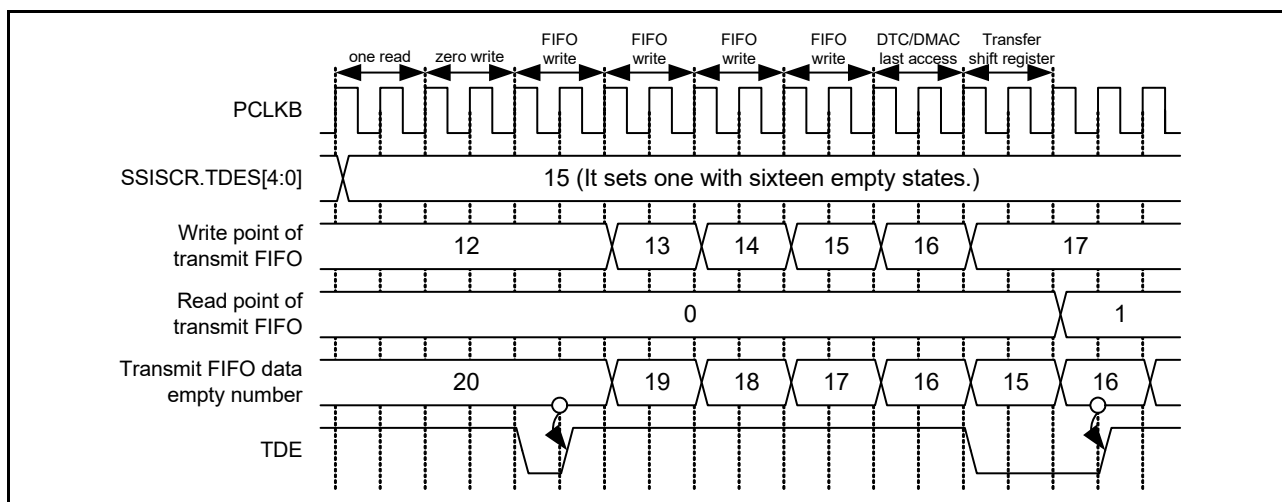 one read
zero write
FIFO
write
FIFO
write
FIFO
write
FIFO
write
DTC/DMAC
last access
Transfer
shift register
PCLKB
SSISCR.TDES[4:0]
15 (It sets one with sixteen empty states.)
Write point of
transmit FIFO
12 13 14 15 16 17
Read point of
transmit FIFO
0 1
Transmit FIFO data
empty number
20 19 18 17 16 15 16
TDE